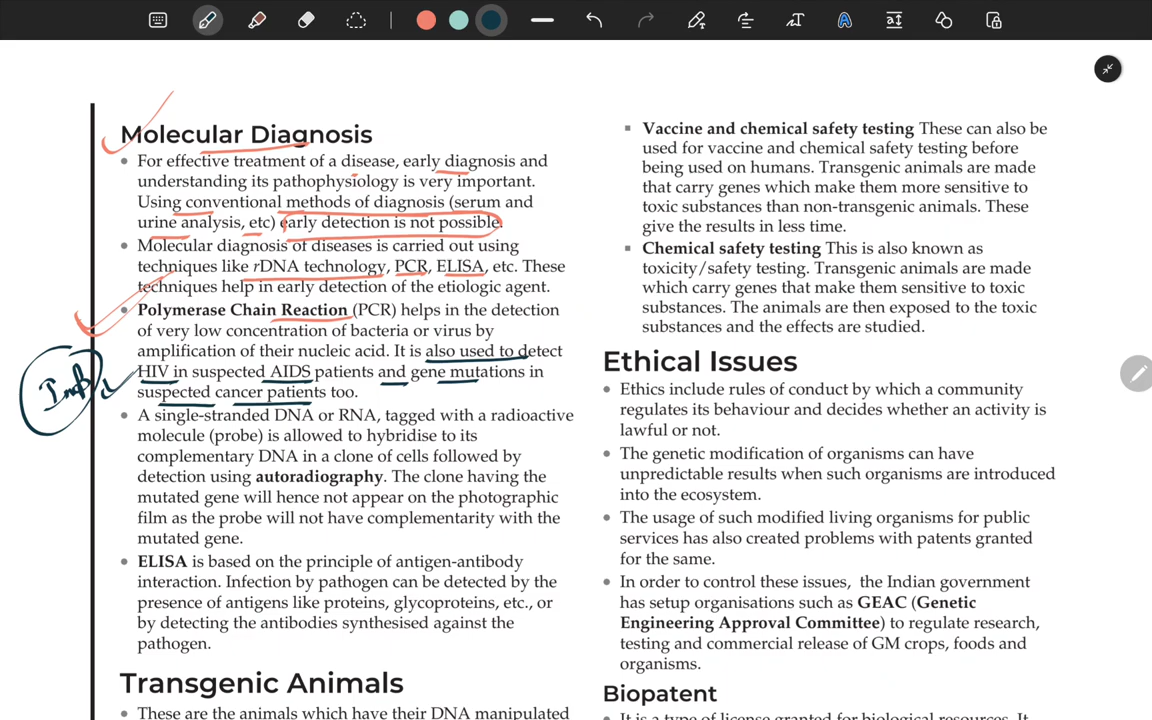 Molecular Diagnosis
• For effective treatment of a disease, early diagnosis and
understanding its pathophysiology is very important.
Using conventional methods of diagnosis (serum and
urine analysis, etc) early detection is not possible.
• Molecular diagnosis of diseases is carried out using
techniques like rDNA technology, PCR, ELISA, etc. These
techniques help in early detection of the etiologic agent.
• Polymerase Chain Reaction (PCR) helps in the detection
of very low concentration of bacteria or virus by
amplification of their nucleic acid. It is also used to detect
HIV in suspected AIDS patients and gene mutations in
suspected cancer patients too.
• A single-stranded DNA or RNA, tagged with a radioactive
molecule (probe) is allowed to hybridise to its
complementary DNA in a clone of cells followed by
detection using autoradiography. The clone having the
mutated gene will hence not appear on the photographic
film as the probe will not have complementarity with the
mutated gene.
• ELISA is based on the principle of antigen-antibody
interaction. Infection by pathogen can be detected by the
presence of antigens like proteins, glycoproteins, etc., or
by detecting the antibodies synthesised against the
pathogen.
Transgenic Animals
• These are the animals which have their DNA manipulated
▪ Vaccine and chemical safety testing These can also be
used for vaccine and chemical safety testing before
being used on humans. Transgenic animals are made
that carry genes which make them more sensitive to
toxic substances than non-transgenic animals. These
give the results in less time.
▪ Chemical safety testing This is also known as
toxicity/safety testing. Transgenic animals are made
which carry genes that make them sensitive to toxic
substances. The animals are then exposed to the toxic
substances and the effects are studied.
Ethical Issues
• Ethics include rules of conduct by which a community
regulates its behaviour and decides whether an activity is
lawful or not.
• The genetic modification of organisms can have
unpredictable results when such organisms are introduced
into the ecosystem.
• The usage of such modified living organisms for public
services has also created problems with patents granted
for the same.
• In order to control these issues, the Indian government
has setup organisations such as GEAC (Genetic
Engineering Approval Committee) to regulate research,
testing and commercial release of GM crops, foods and
organisms.
Biopatent
• It is a type of license granted for biological resources. It